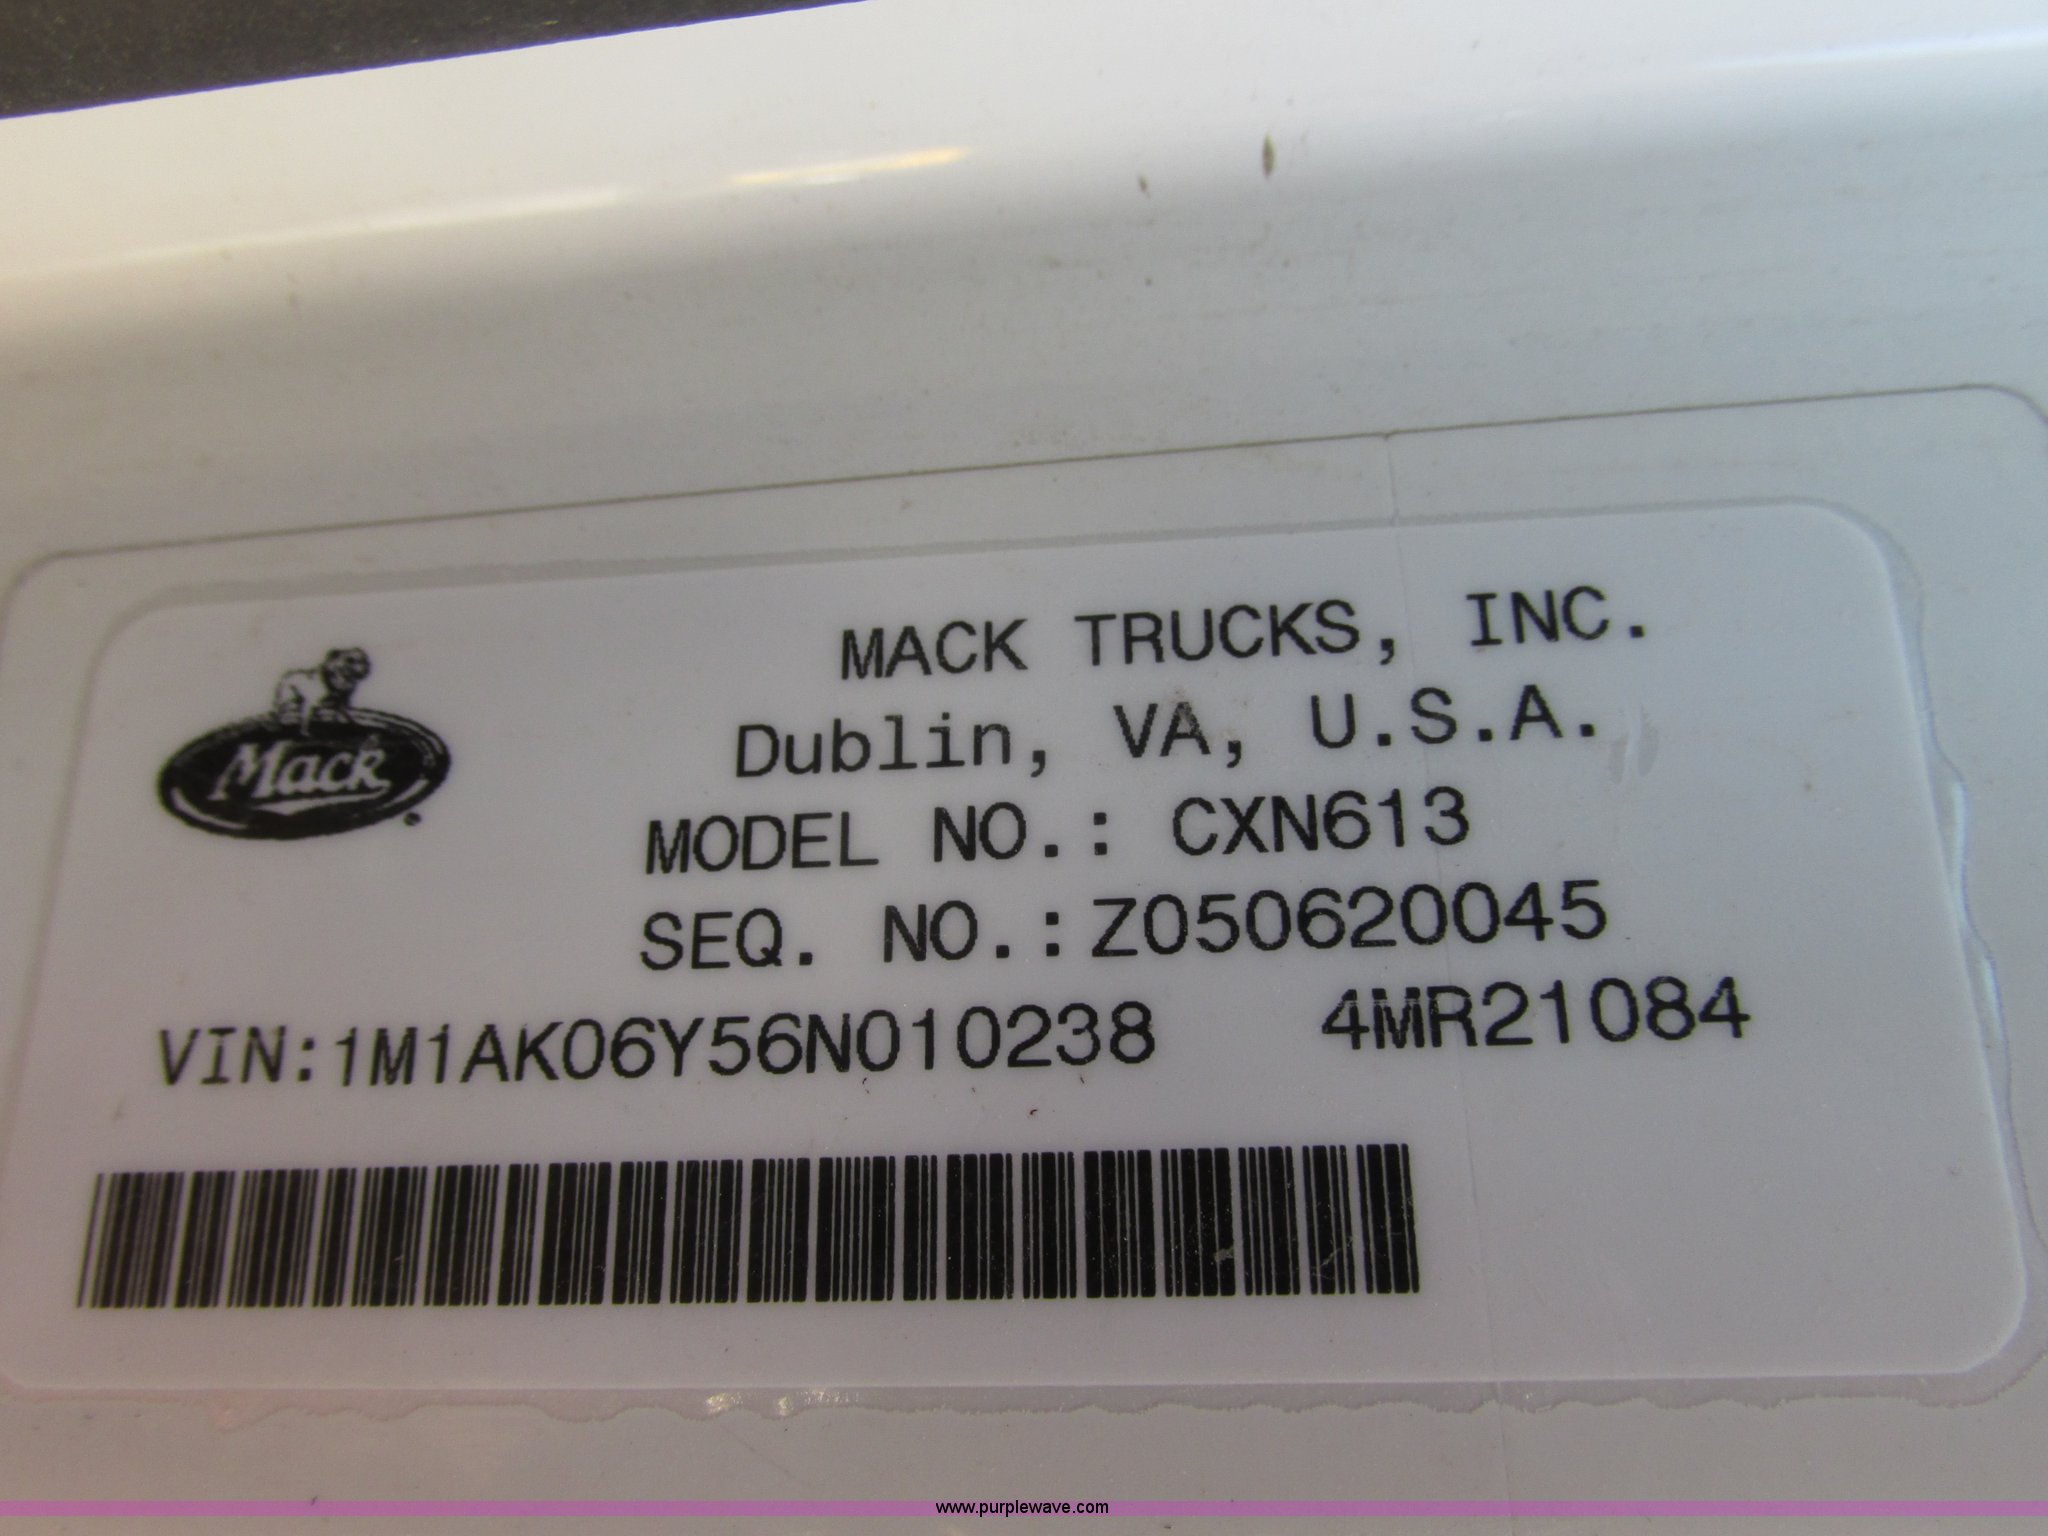 MACK TRUCKS, INC.
Dublin, VA, U.S.A.
Mack
MODEL NO.: CXN613
SEQ. NO.:Z050620045
VIN:1M1AK06Y56N010238 4MR21084
www.purplewave.com